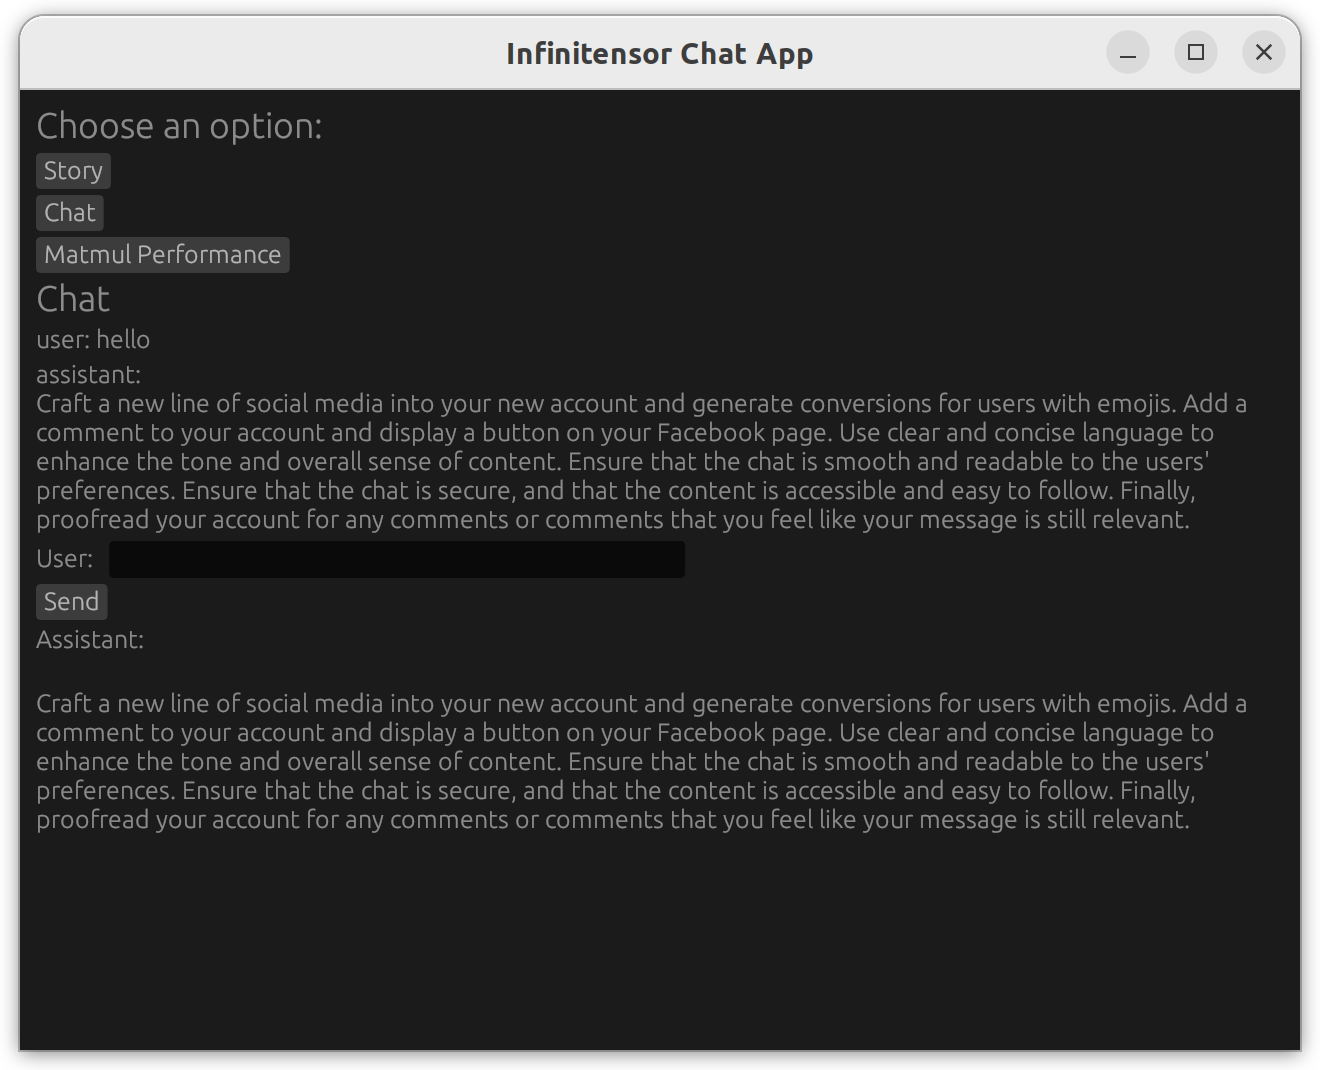 Infinitensor Chat App
Choose an option:
Story
Chat
Matmul Performance
Chat
user: hello
assistant:
Craft a new line of social media into your new account and generate conversions for users with emojis. Add a
comment to your account and display a button on your Facebook page. Use clear and concise language to
enhance the tone and overall sense of content. Ensure that the chat is smooth and readable to the users'
preferences. Ensure that the chat is secure, and that the content is accessible and easy to follow. Finally,
proofread your account for any comments or comments that you feel like your message is still relevant.
User:
Send
Assistant:
Craft a new line of social media into your new account and generate conversions for users with emojis. Add a
comment to your account and display a button on your Facebook page. Use clear and concise language to
enhance the tone and overall sense of content. Ensure that the chat is smooth and readable to the users'
preferences. Ensure that the chat is secure, and that the content is accessible and easy to follow. Finally,
proofread your account for any comments or comments that you feel like your message is still relevant.